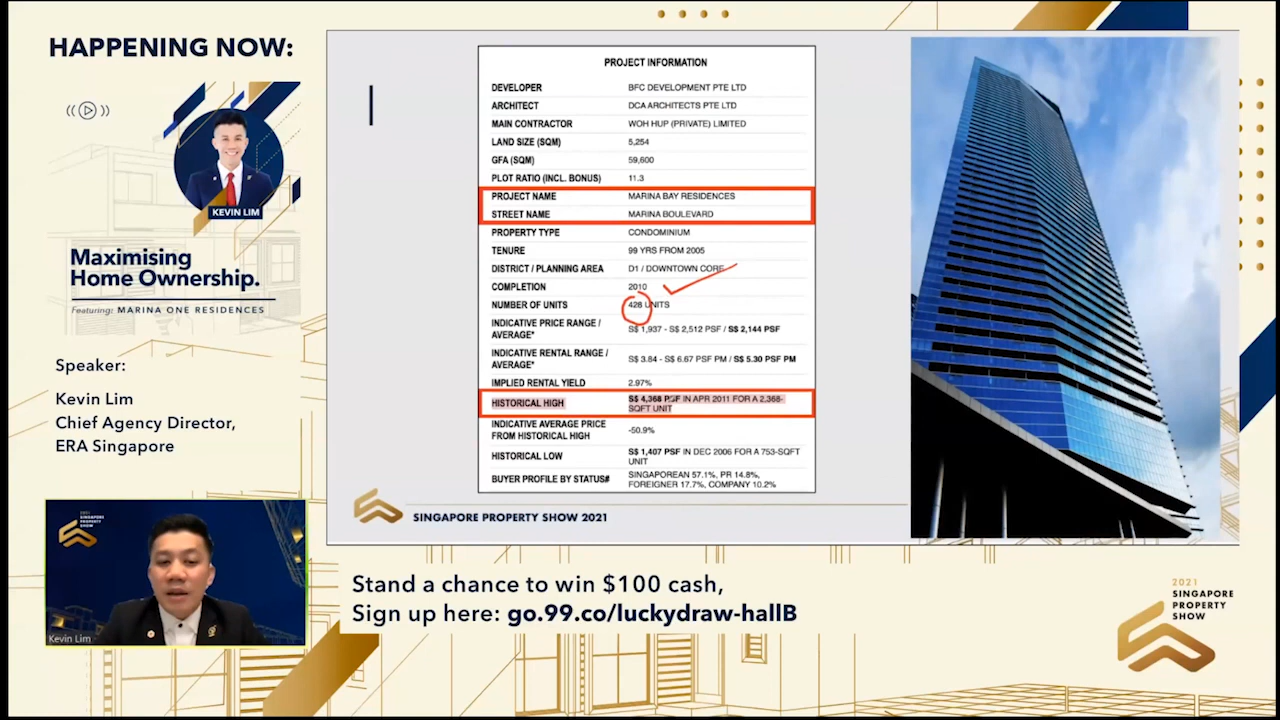 HAPPENING NOW:
KEVIN LIM
Maximising
Home Ownership.
Featuring: MARINA ONE RESIDENCES
Speaker:
Kevin Lim
Chief Agency Director,
ERA Singapore
2021
SINGAPORE
PROPERTY
SHOW
Kevin Lim
PROJECT INFORMATION
DEVELOPER BFC DEVELOPMENT PTE LTD
ARCHITECT DCA ARCHITECTS PTE LTD
MAIN CONTRACTOR WOH HUP (PRIVATE) LIMITED
LAND SIZE (SQM) 5,254
GFA (SQM) 59,600
PLOT RATIO (INCL. BONUS) 11.3
PROJECT NAME MARINA BAY RESIDENCES
STREET NAME MARINA BOULEVARD
PROPERTY TYPE CONDOMINIUM
TENURE 99 YRS FROM 2005
DISTRICT / PLANNING AREA D1 / DOWNTOWN CORE
COMPLETION 2010
NUMBER OF UNITS 428 UNITS
INDICATIVE PRICE RANGE /
AVERAGE* S$ 1,937 - S$ 2,512 PSF / S$ 2,144 PSF
INDICATIVE RENTAL RANGE /
AVERAGE* S$ 3.84 - S$ 6.67 PSF PM / S$ 5.30 PSF PM
IMPLIED RENTAL YIELD 2.97%
HISTORICAL HIGH S$ 4,368 PSF IN APR 2011 FOR A 2,368-
SQFT UNIT
INDICATIVE AVERAGE PRICE
FROM HISTORICAL HIGH -50.9%
HISTORICAL LOW S$ 1,407 PSF IN DEC 2006 FOR A 753-SQFT
UNIT
BUYER PROFILE BY STATUS# SINGAPOREAN 57.1%, PR 14.8%,
FOREIGNER 17.7%, COMPANY 10.2%
SINGAPORE PROPERTY SHOW 2021
Stand a chance to win $100 cash,
Sign up here: go.99.co/luckydraw-hallB
2021
SINGAPORE
PROPERTY
SHOW